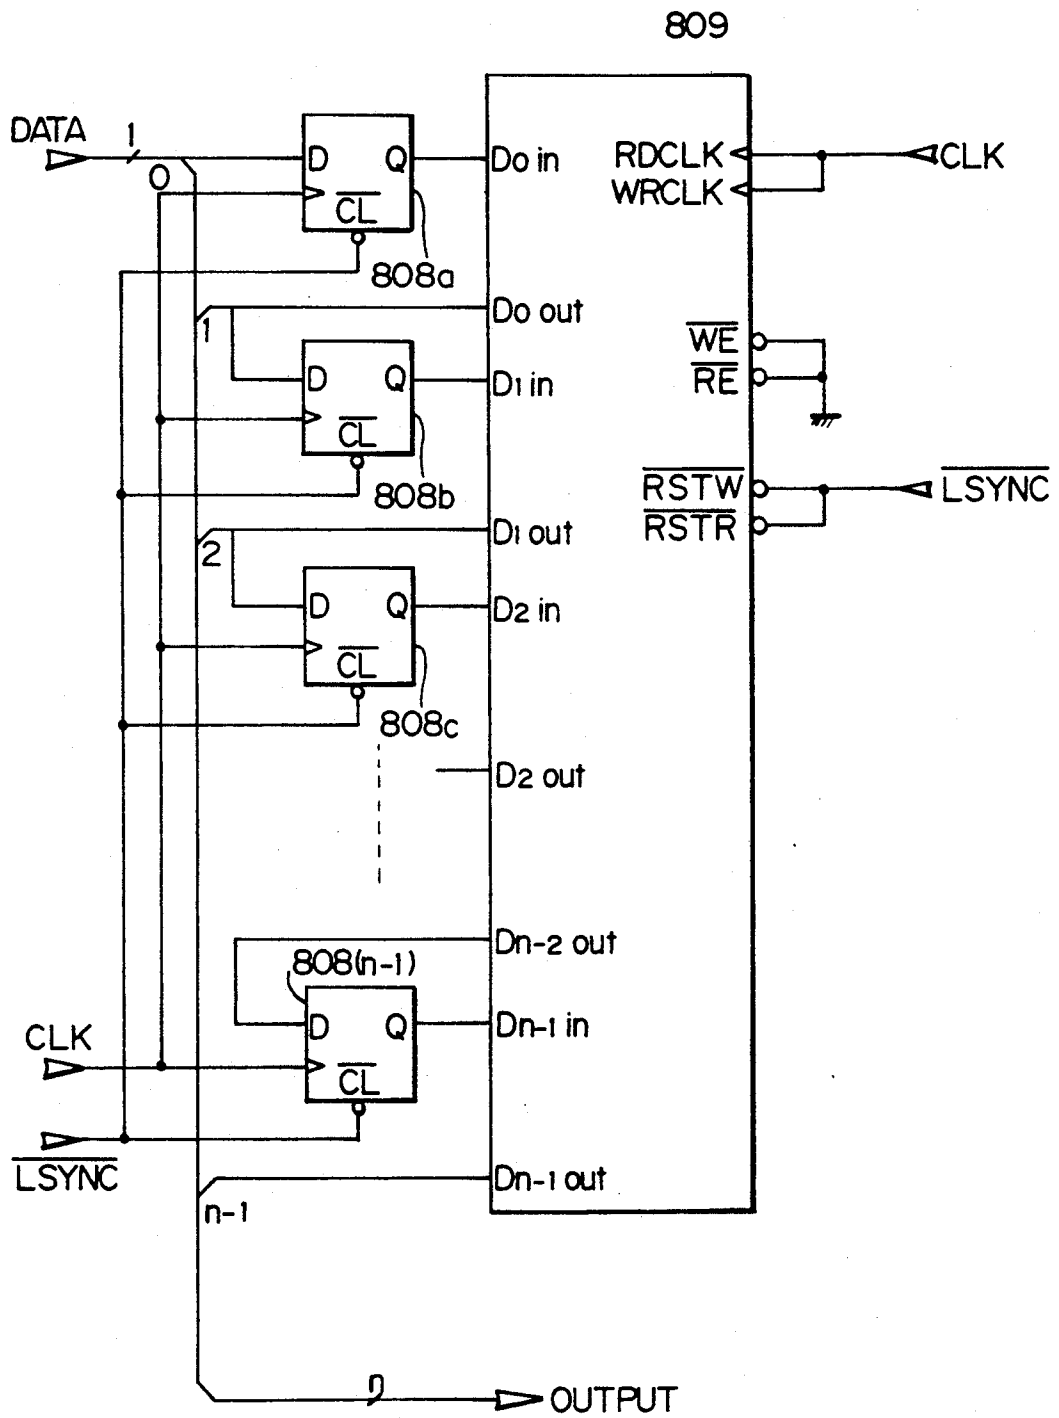 809
DATA
1
0
D Q
CL
808a
Do in
RDCLK
WRCLK
CLK
Do out
1
D Q
CL
808b
D1 in
WE
RE
RSTW
RSTR
LSYNC
D1 out
2
D Q
CL
808c
D2 in
D2 out
Dn-2 out
808(n-1)
D Q
CL
Dn-1 in
CLK
LSYNC
Dn-1 out
n-1
n
OUTPUT